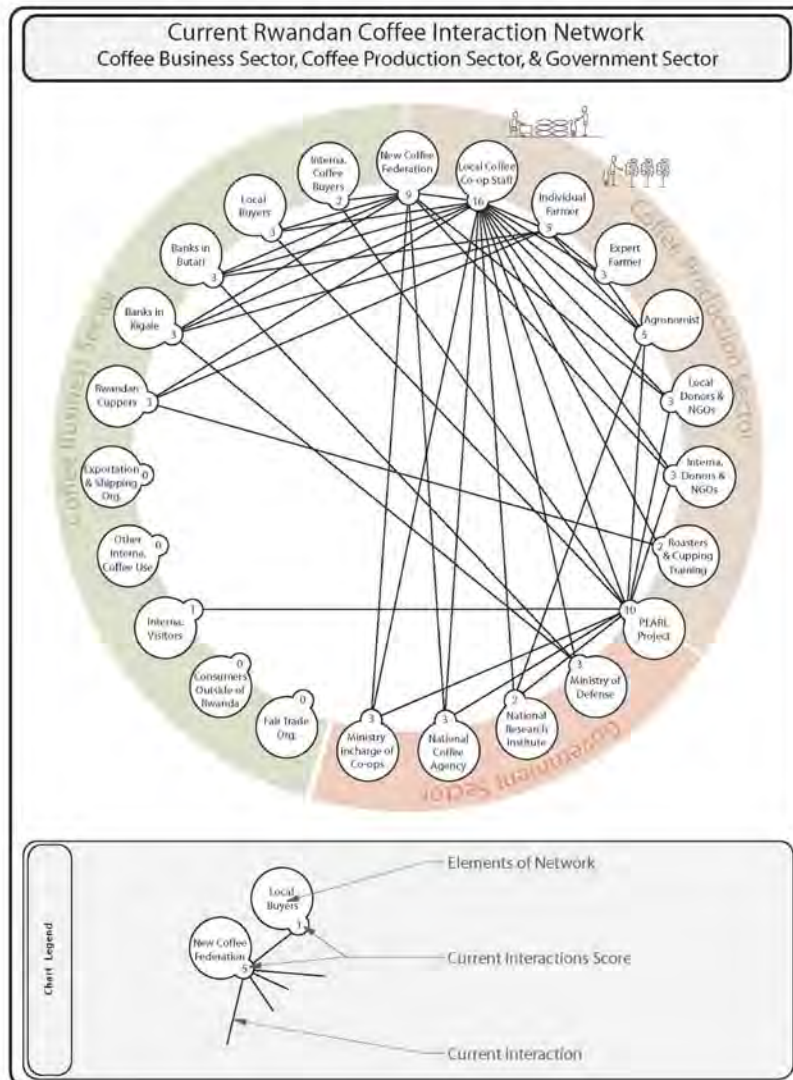 Current Rwandan Coffee Interaction Network
Coffee Business Sector, Coffee Production Sector, & Government Sector
Coffee Business Sector
Coffee Production Sector
Government Sector
New Coffee
Federation
9
Local Coffee
Co-op Staff
16
Individual
Farmer
Expert
Farmer
3
Agronomist
5
Local
Donors &
NGOs
3
Interna.
Donors &
NGOs
3
Roasters
& Cupping
Training
2
PEARL
Project
10
Ministry of
Defense
3
National
Research
Institute
2
National
Coffee
Agency
3
Ministry
incharge of
Co-ops
3
Fair Trade
Org.
0
Consumers
Outside of
Rwanda
0
Interna.
Visitors
1
Other
Interna.
Coffee Use
0
Exportation
& Shipping
Org.
0
Rwandan
Cuppers
3
Banks in
Kigale
3
Banks in
Butari
3
Local
Buyers
3
Interna.
Coffee
Buyers
2
Chart Legend
Local
Buyers
1
New Coffee
Federation
5
Elements of Network
Current Interactions Score
Current Interaction